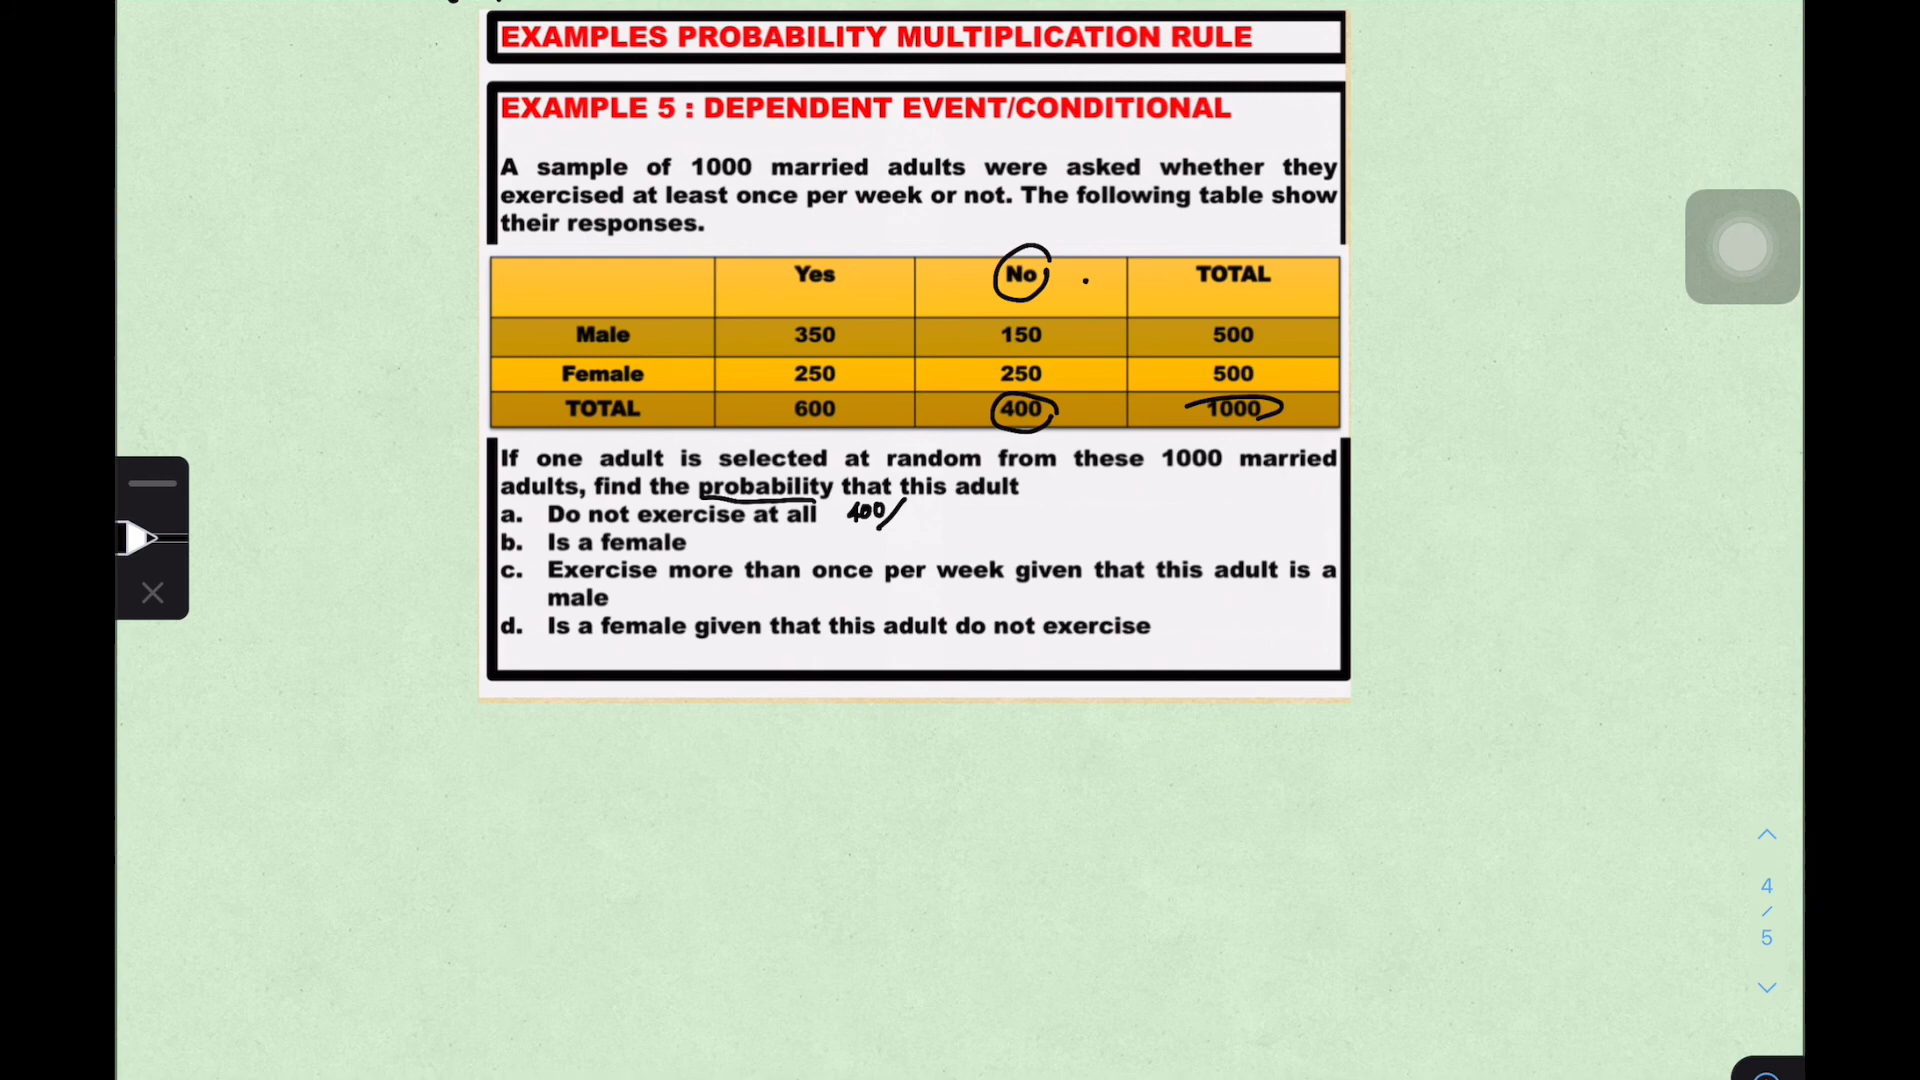 EXAMPLES PROBABILITY MULTIPLICATION RULE
EXAMPLE 5 : DEPENDENT EVENT/CONDITIONAL
A sample of 1000 married adults were asked whether they
exercised at least once per week or not. The following table show
their responses.
Yes No TOTAL
Male 350 150 500
Female 250 250 500
TOTAL 600 400 1000
If one adult is selected at random from these 1000 married
adults, find the probability that this adult
a. Do not exercise at all 400/
b. Is a female
c. Exercise more than once per week given that this adult is a
male
d. Is a female given that this adult do not exercise
4
/
5